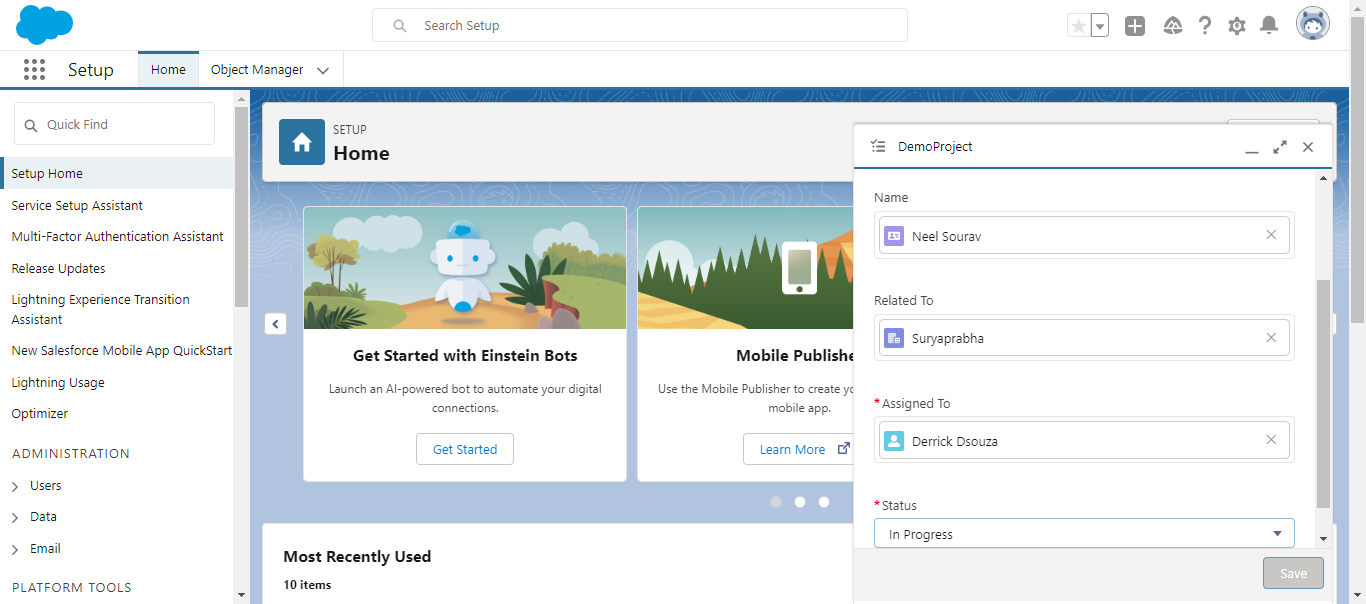 Search Setup
Setup
Home
Object Manager
Quick Find
Setup Home
Service Setup Assistant
Multi-Factor Authentication Assistant
Release Updates
Lightning Experience Transition
Assistant
New Salesforce Mobile App QuickStart
Lightning Usage
Optimizer
ADMINISTRATION
Users
Data
Email
PLATFORM TOOLS
SETUP
Home
Get Started with Einstein Bots
Launch an AI-powered bot to automate your digital
connections.
Get Started
Mobile Publishe
Use the Mobile Publisher to create yo
mobile app.
Learn More
Most Recently Used
10 items
DemoProject
Name
Neel Sourav
Related To
Suryaprabha
*Assigned To
Derrick Dsouza
*Status
In Progress
Save